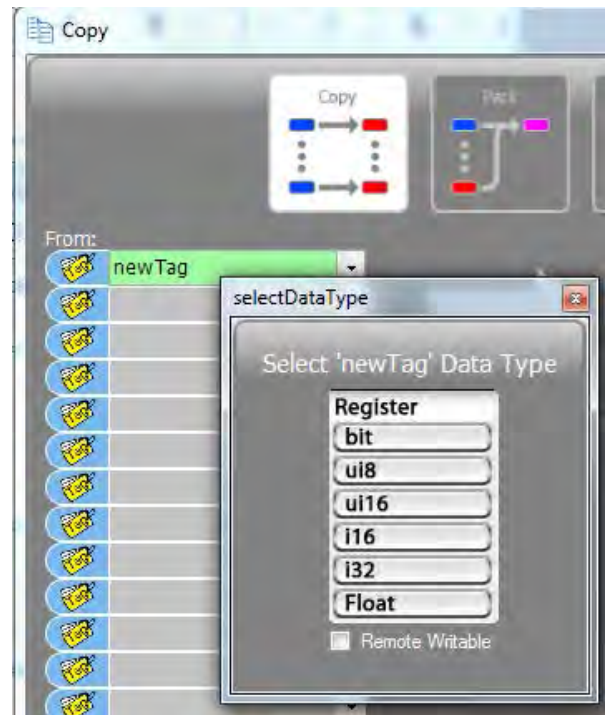 Copy
Copy
Pack
From:
newTag
selectDataType
Select 'newTag' Data Type
Register
bit
ui8
ui16
i16
i32
Float
Remote Writable